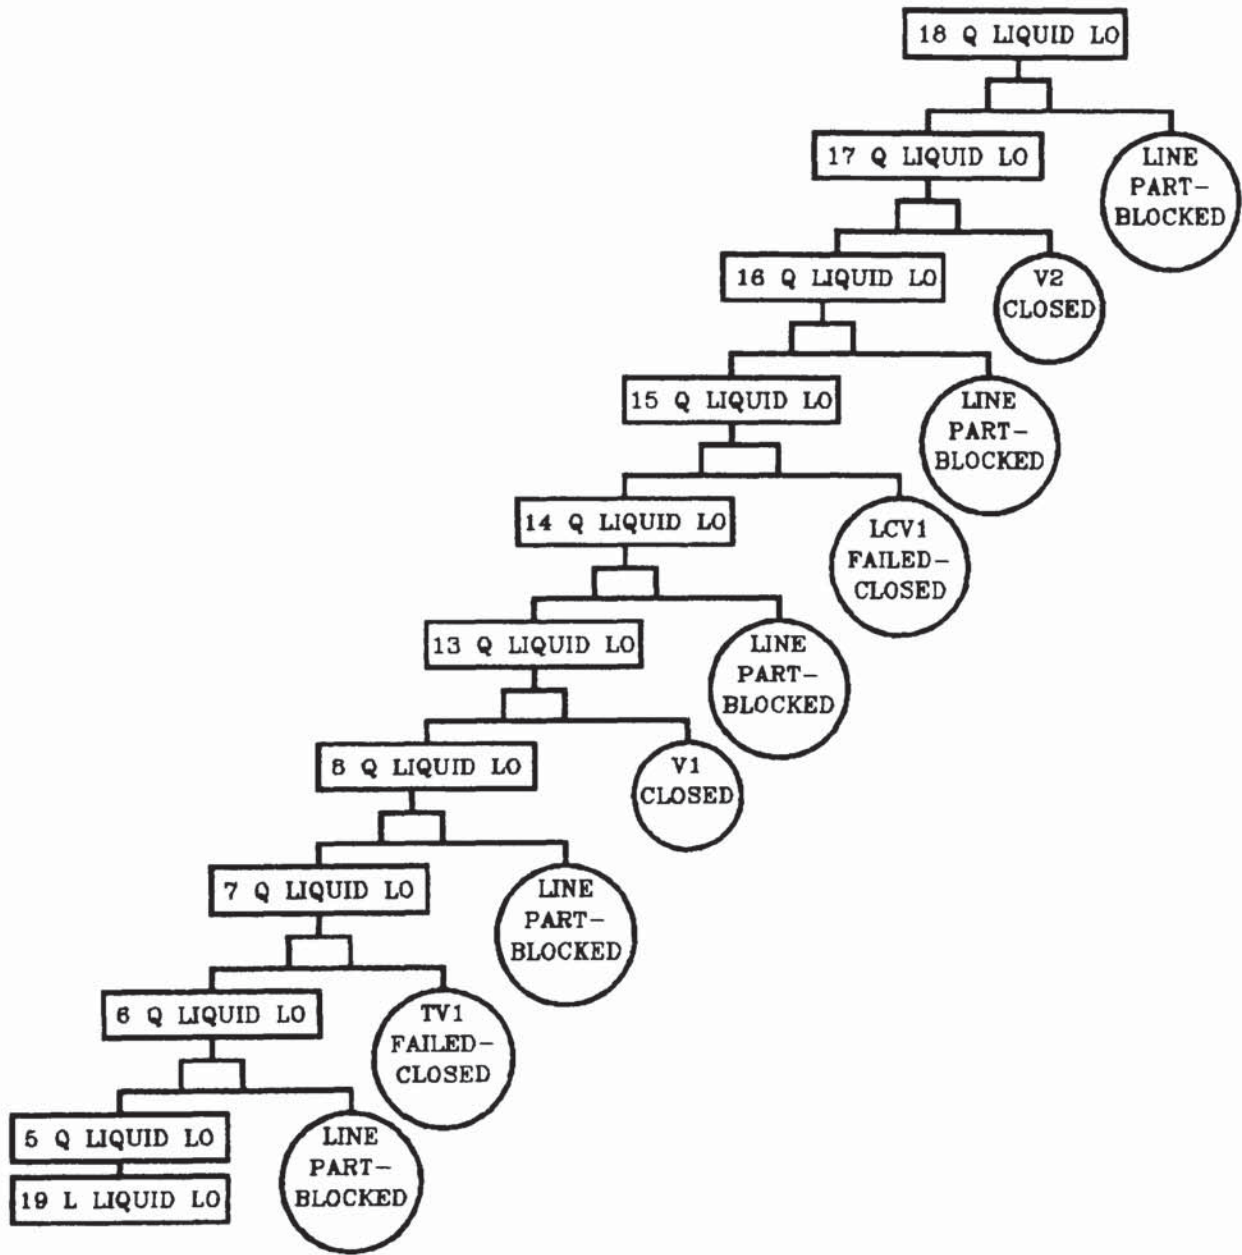 18 Q LIQUID LO
17 Q LIQUID LO
LINE
PART-
BLOCKED
16 Q LIQUID LO
V2
CLOSED
15 Q LIQUID LO
LINE
PART-
BLOCKED
14 Q LIQUID LO
LCV1
FAILED-
CLOSED
13 Q LIQUID LO
LINE
PART-
BLOCKED
8 Q LIQUID LO
V1
CLOSED
7 Q LIQUID LO
LINE
PART-
BLOCKED
6 Q LIQUID LO
TV1
FAILED-
CLOSED
5 Q LIQUID LO
LINE
PART-
BLOCKED
19 L LIQUID LO